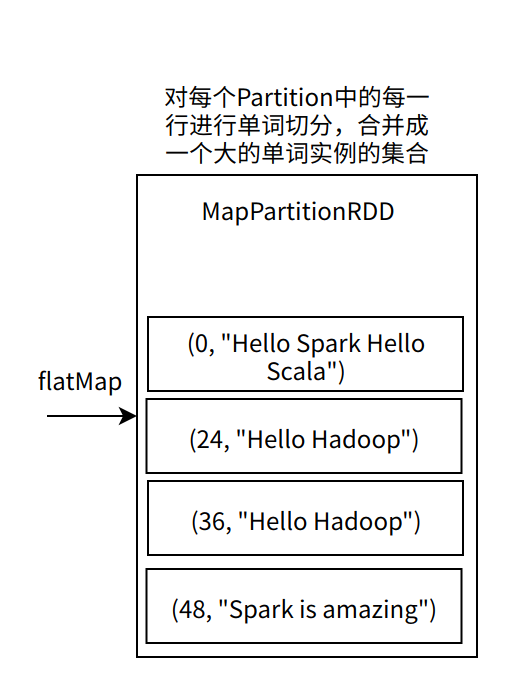 对每个Partition中的每一
行进行单词切分，合并成
一个大的单词实例的集合
MapPartitionRDD
(0, "Hello Spark Hello
Scala")
flatMap
(24, "Hello Hadoop")
(36, "Hello Hadoop")
(48, "Spark is amazing")